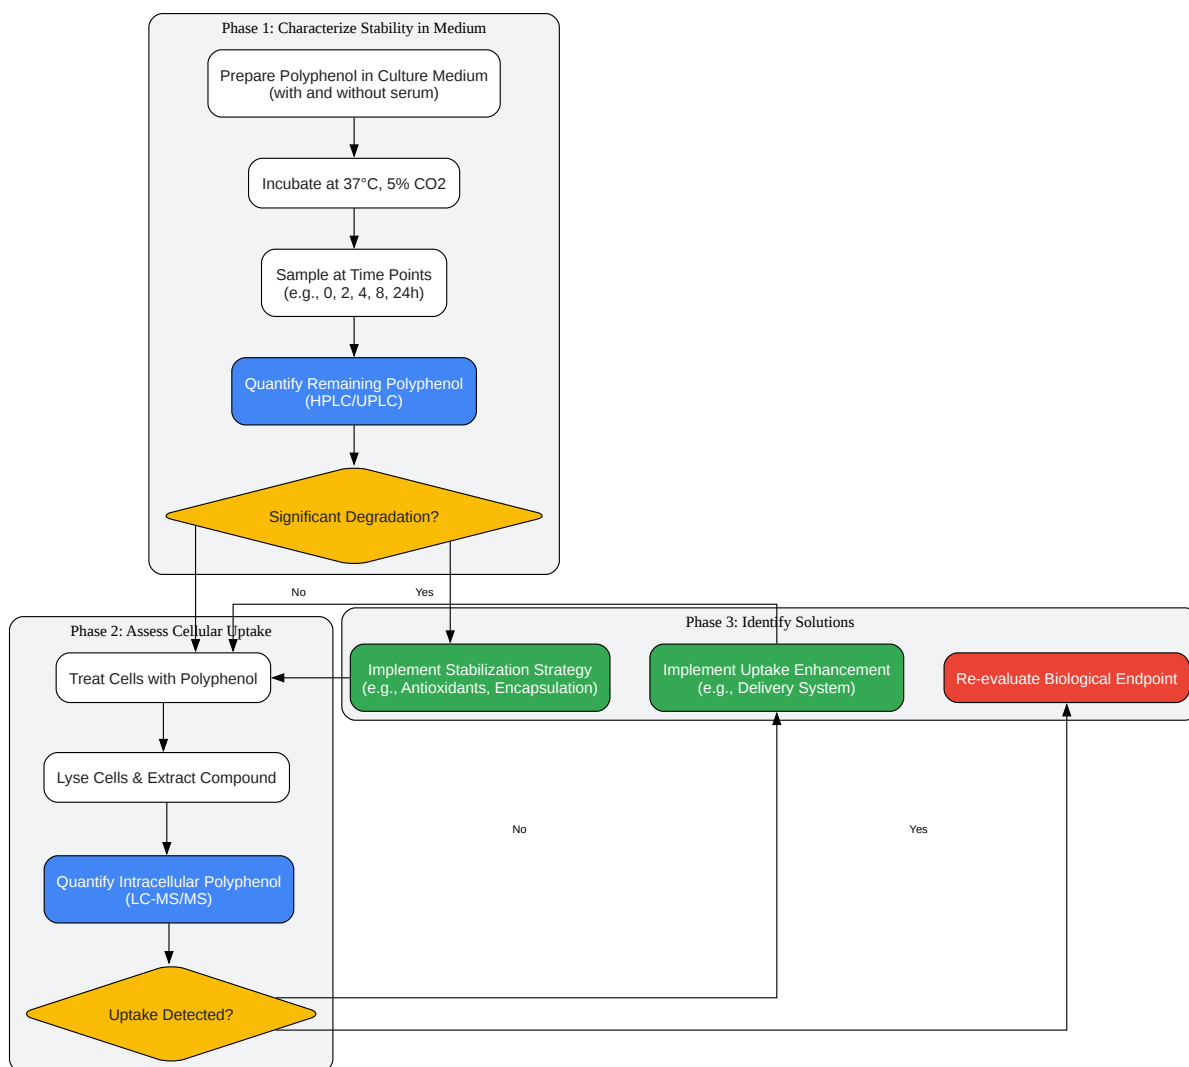 Phase 1: Characterize Stability in Medium
Prepare Polyphenol in Culture Medium
(with and without serum)
Incubate at 37°C, 5% CO2
Sample at Time Points
(e.g., 0, 2, 4, 8, 24h)
Quantify Remaining Polyphenol
(HPLC/UPLC)
Significant Degradation?
No
Yes
Phase 2: Assess Cellular Uptake
Treat Cells with Polyphenol
Lyse Cells & Extract Compound
Quantify Intracellular Polyphenol
(LC-MS/MS)
Uptake Detected?
No
Yes
Phase 3: Identify Solutions
Implement Stabilization Strategy
(e.g., Antioxidants, Encapsulation)
Implement Uptake Enhancement
(e.g., Delivery System)
Re-evaluate Biological Endpoint